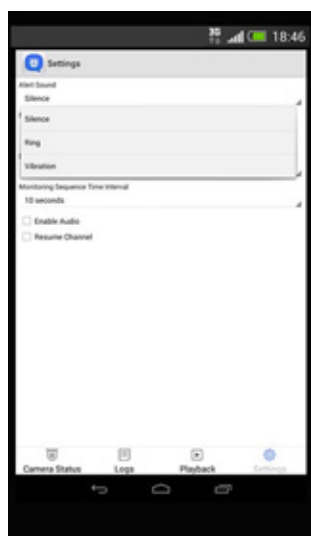 3G
18:46
Settings
Alert Sound
Silence
Silence
Ring
Vibration
Monitoring Sequence Time Interval
10 seconds
Enable Audio
Resume Channel
Camera Status
Logs
Playback
Settings